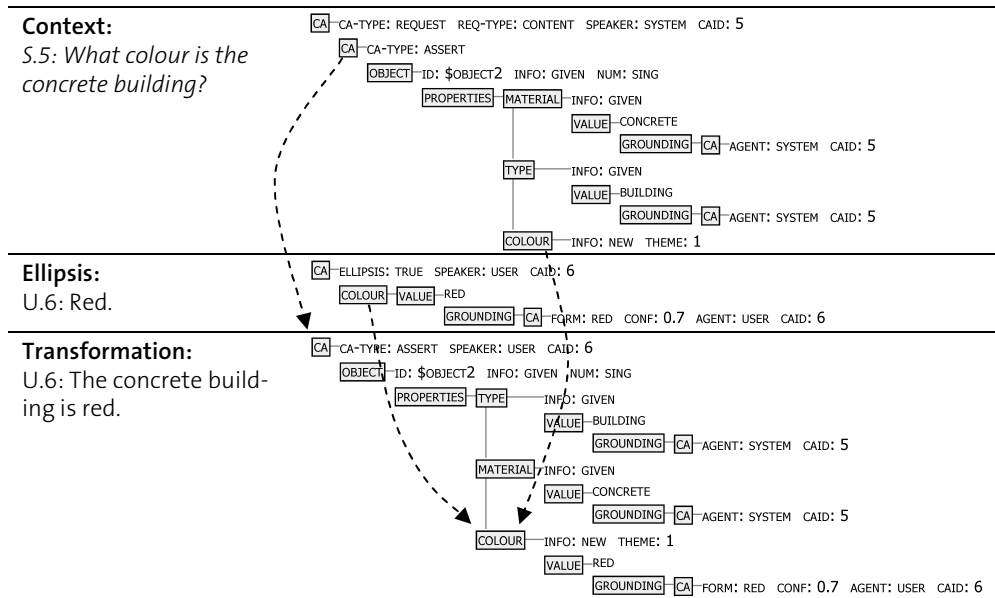 Context:
S.5: What colour is the
concrete building?
CA CA-TYPE: REQUEST REQ-TYPE: CONTENT SPEAKER: SYSTEM CAID: 5
CA CA-TYPE: ASSERT
OBJECT ID: $OBJECT2 INFO: GIVEN NUM: SING
PROPERTIES MATERIAL INFO: GIVEN
VALUE CONCRETE
GROUNDING CA AGENT: SYSTEM CAID: 5
TYPE INFO: GIVEN
VALUE BUILDING
GROUNDING CA AGENT: SYSTEM CAID: 5
COLOUR INFO: NEW THEME: 1
Ellipsis:
U.6: Red.
CA ELLIPSIS: TRUE SPEAKER: USER CAID: 6
COLOUR VALUE RED
GROUNDING CA FORM: RED CONF: 0.7 AGENT: USER CAID: 6
Transformation:
U.6: The concrete build-
ing is red.
CA CA-TYPE: ASSERT SPEAKER: USER CAID: 6
OBJECT ID: $OBJECT2 INFO: GIVEN NUM: SING
PROPERTIES TYPE INFO: GIVEN
VALUE BUILDING
GROUNDING CA AGENT: SYSTEM CAID: 5
MATERIAL INFO: GIVEN
VALUE CONCRETE
GROUNDING CA AGENT: SYSTEM CAID: 5
COLOUR INFO: NEW THEME: 1
VALUE RED
GROUNDING CA FORM: RED CONF: 0.7 AGENT: USER CAID: 6